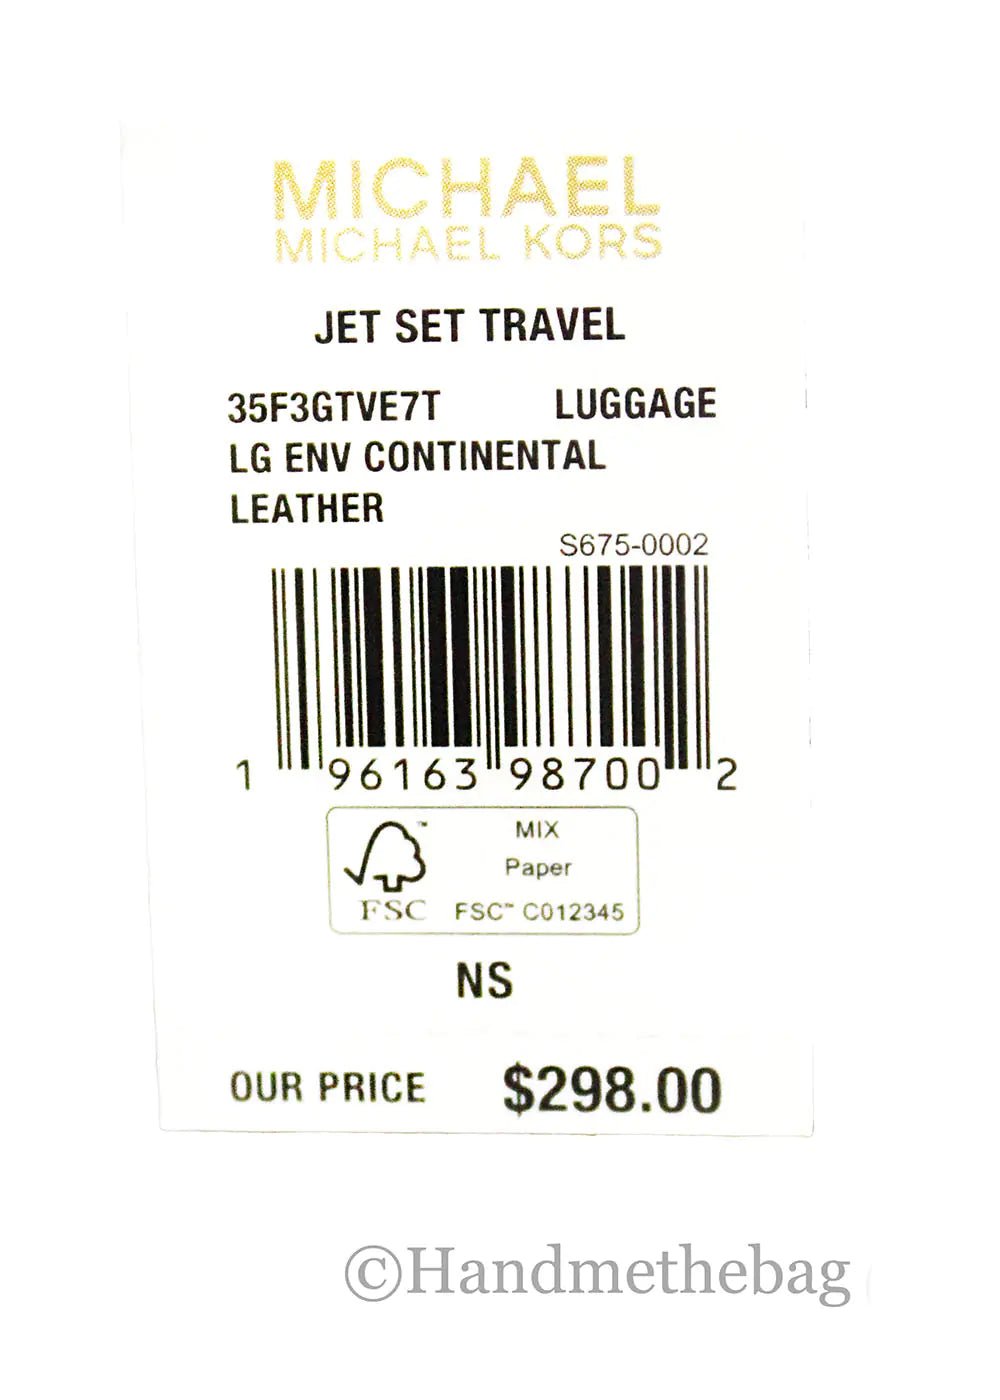 MICHAEL
MICHAEL KORS
JET SET TRAVEL
35F3GTVE7T LUGGAGE
LG ENV CONTINENTAL
LEATHER
S675-0002
1 96163 98700 2
MIX
Paper
FSC FSC™ C012345
NS
OUR PRICE $298.00
©Handmethebag